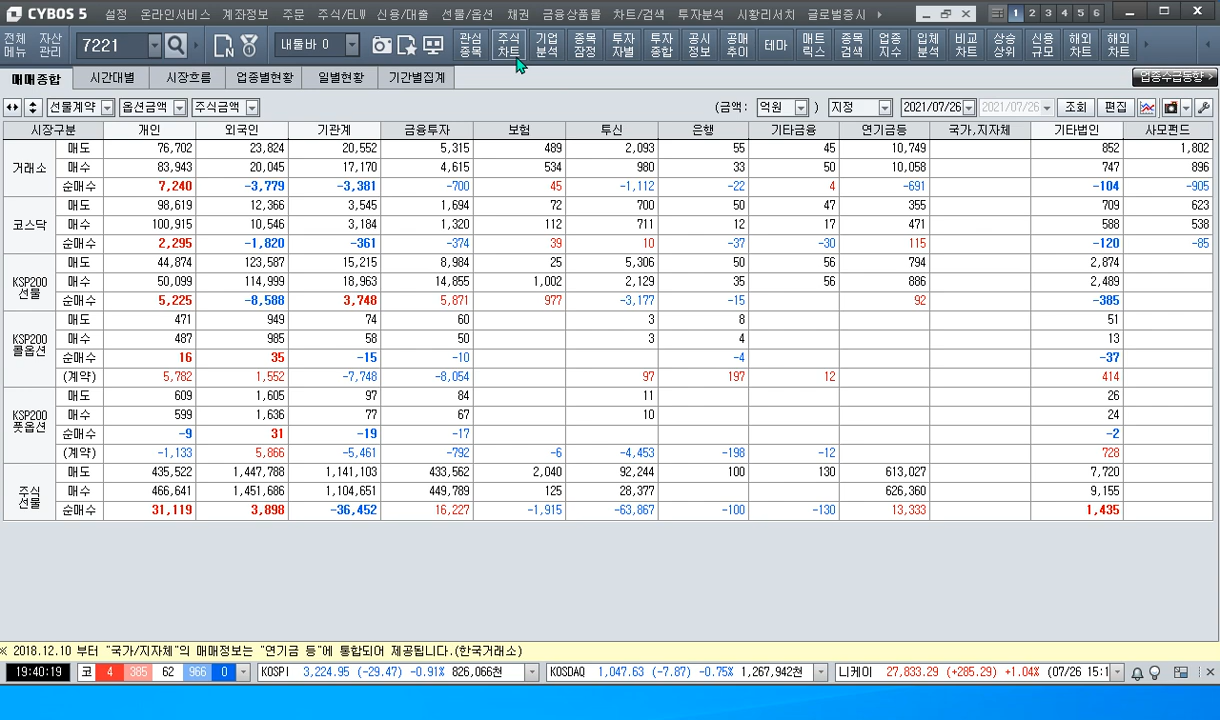 CYBOS 5 설정 온라인서비스 계좌정보 주문 주식/ELW 신용/대출 선물/옵션 채권 금융상품몰 차트/검색 투자분석 시황리서치 글로벌증시 1 2 3 4 5 6
전체 메뉴 자산 관리 7221 내툴바 0 관심 종목 주식 차트 기업 분석 종목 잠정 투자 자별 투자 종합 공시 정보 공매 추이 테마 매트 릭스 종목 검색 업종 지수 입체 분석 비교 차트 상승 상위 신용 규모 해외 차트 해외 차트
매매종합 시간대별 시장흐름 업종별현황 일별현황 기간별집계 업종수급동향 >
선물계약 옵션금액 주식금액 (금액: 억원 ) 지정 2021/07/26 2021/07/26 조회 편집
시장구분 개인 외국인 기관계 금융투자 보험 투신 은행 기타금융 연기금등 국가,지자체 기타법인 사모펀드
거래소
매도 76,702 23,824 20,552 5,315 489 2,093 55 45 10,749 852 1,802
매수 83,943 20,045 17,170 4,615 534 980 33 50 10,058 747 896
순매수 7,240 -3,779 -3,381 -700 45 -1,112 -22 4 -691 -104 -905
코스닥
매도 98,619 12,366 3,545 1,694 72 700 50 47 355 709 623
매수 100,915 10,546 3,184 1,320 112 711 12 17 471 588 538
순매수 2,295 -1,820 -361 -374 39 10 -37 -30 115 -120 -85
KSP200 선물
매도 44,874 123,587 15,215 8,984 25 5,306 50 56 794 2,874
매수 50,099 114,999 18,963 14,855 1,002 2,129 35 56 886 2,489
순매수 5,225 -8,588 3,748 5,871 977 -3,177 -15 92 -385
KSP200 콜옵션
매도 471 949 74 60 3 8 51
매수 487 985 58 50 3 4 13
순매수 16 35 -15 -10 -4 -37
(계약) 5,782 1,552 -7,748 -8,054 97 197 12 414
KSP200 풋옵션
매도 609 1,605 97 84 11 26
매수 599 1,636 77 67 10 24
순매수 -9 31 -19 -17 -2
(계약) -1,133 5,866 -5,461 -792 -6 -4,453 -198 -12 728
주식 선물
매도 435,522 1,447,788 1,141,103 433,562 2,040 92,244 100 130 613,027 7,720
매수 466,641 1,451,686 1,104,651 449,789 125 28,377 626,360 9,155
순매수 31,119 3,898 -36,452 16,227 -1,915 -63,867 -100 -130 13,333 1,435
※ 2018.12.10 부터 "국가/지자체"의 매매정보는 "연기금 등"에 통합되어 제공됩니다.(한국거래소)
19:40:19 코 4 385 62 966 0 KOSPI 3,224.95 (-29.47) -0.91% 826,066천 KOSDAQ 1,047.63 (-7.87) -0.75% 1,267,942천 니케이 27,833.29 (+285.29) +1.04% (07/26 15:1